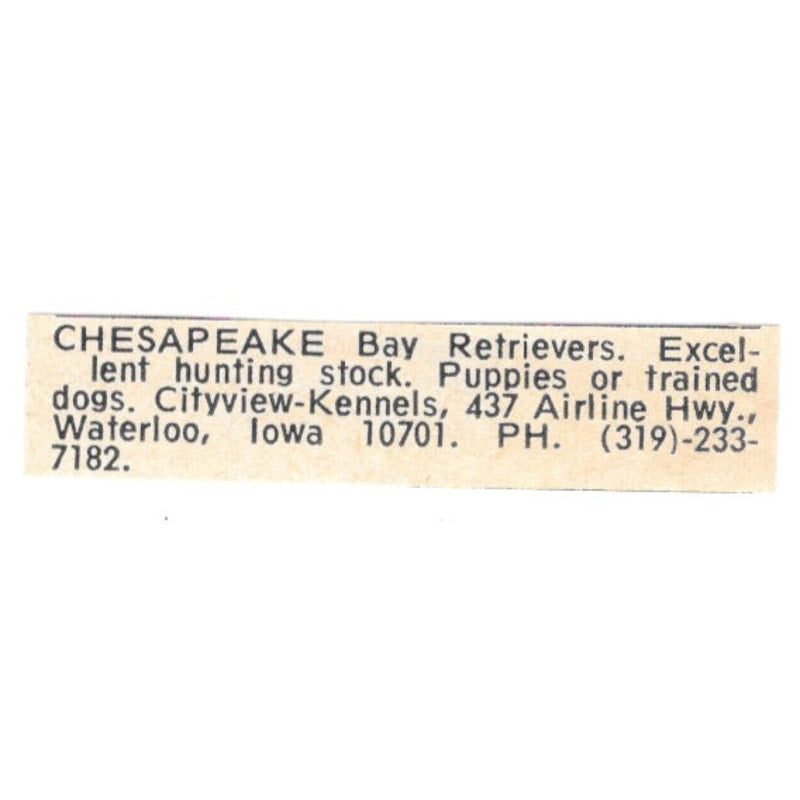 CHESAPEAKE Bay Retrievers. Excel-
lent hunting stock. Puppies or trained
dogs. Cityview-Kennels, 437 Airline Hwy.,
Waterloo, Iowa 10701. PH. (319)-233-
7182.